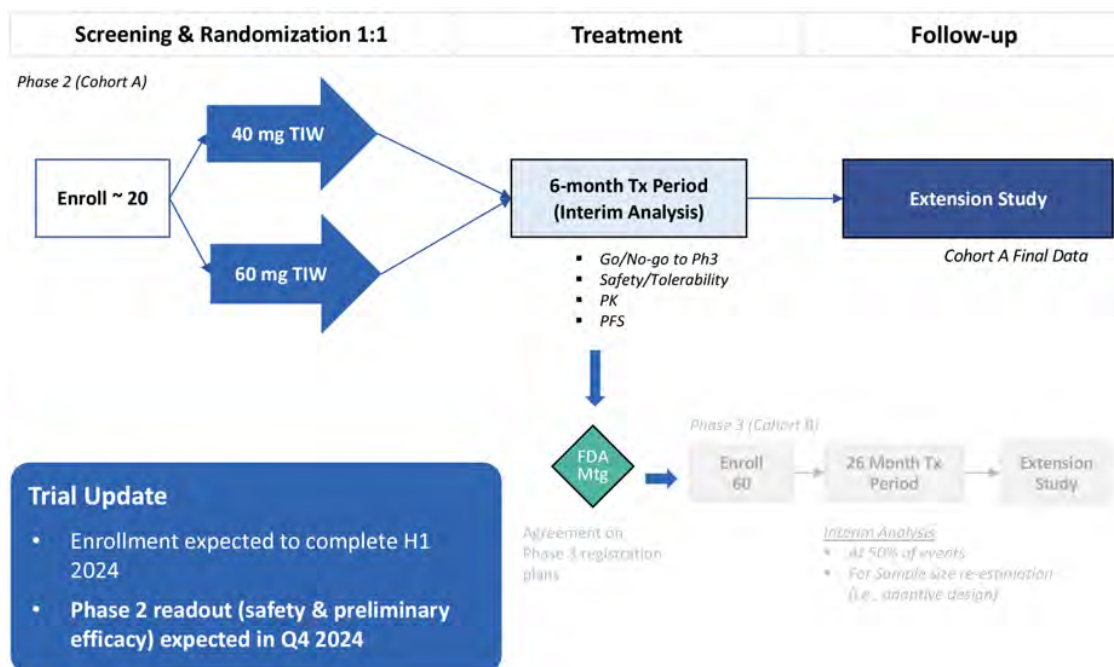 Screening & Randomization 1:1
Treatment
Follow-up
Phase 2 (Cohort A)
40 mg TIW
Enroll ~ 20
60 mg TIW
6-month Tx Period
(Interim Analysis)
Extension Study
▪ Go/No-go to Ph3
▪ Safety/Tolerability
▪ PK
▪ PFS
Cohort A Final Data
FDA
Mtg
Agreement on
Phase 3 registration
plans
Phase 3 (Cohort B)
Enroll
60
26 Month Tx
Period
Extension
Study
Interim Analysis
▪ At 50% of events
▪ For Sample size re-estimation
(i.e., adaptive design)
Trial Update
• Enrollment expected to complete H1
2024
• Phase 2 readout (safety & preliminary
efficacy) expected in Q4 2024